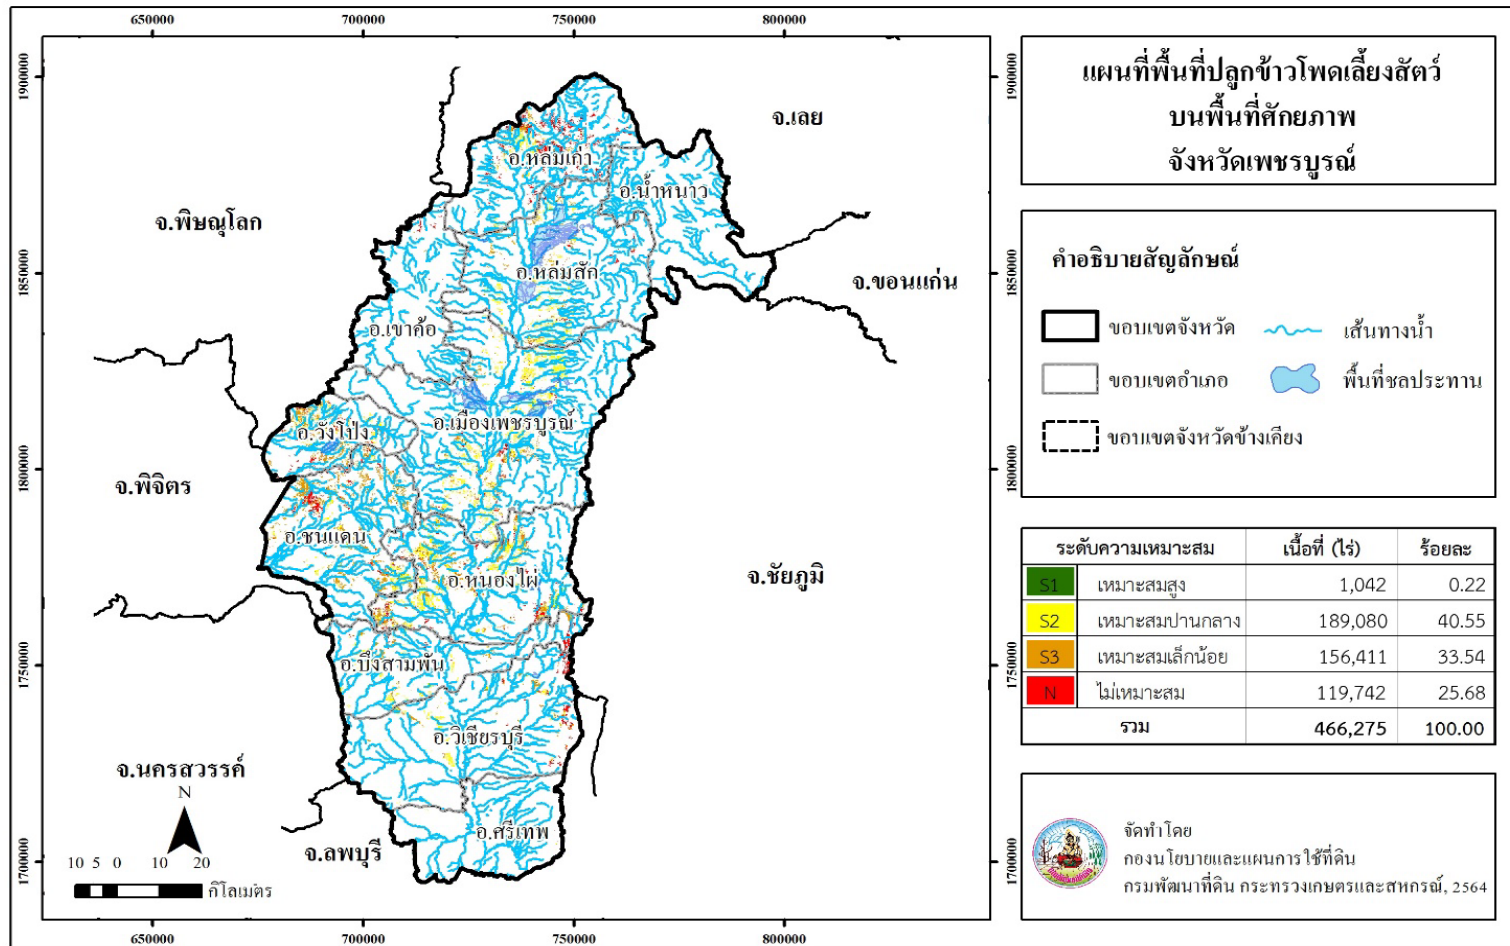 650000 700000 750000 800000
1900000 1900000
1850000 1850000
1800000 1800000
1750000 1750000
1700000 1700000
650000 700000 750000 800000
จ.เลย
อ.หล่มเก่า
อ.น้ำหนาว
จ.พิษณุโลก
อ.หล่มสัก
จ.ขอนแก่น
อ.เขาค้อ
อ.เมืองเพชรบูรณ์
อ.วังโป่ง
จ.พิจิตร
อ.ชนแดน
อ.หนองไผ่
จ.ชัยภูมิ
อ.บึงสามพัน
อ.วิเชียรบุรี
จ.นครสวรรค์
อ.ศรีเทพ
จ.ลพบุรี
N
10 5 0 10 20
กิโลเมตร
แผนที่พื้นที่ปลูกข้าวโพดเลี้ยงสัตว์
บนพื้นที่ศักยภาพ
จังหวัดเพชรบูรณ์
คำอธิบายสัญลักษณ์
ขอบเขตจังหวัด เส้นทางน้ำ
ขอบเขตอำเภอ พื้นที่ชลประทาน
ขอบเขตจังหวัดข้างเคียง
ระดับความเหมาะสม เนื้อที่ (ไร่) ร้อยละ
S1 เหมาะสมสูง 1,042 0.22
S2 เหมาะสมปานกลาง 189,080 40.55
S3 เหมาะสมเล็กน้อย 156,411 33.54
N ไม่เหมาะสม 119,742 25.68
รวม 466,275 100.00
จัดทำโดย
กองนโยบายและแผนการใช้ที่ดิน
กรมพัฒนาที่ดิน กระทรวงเกษตรและสหกรณ์, 2564